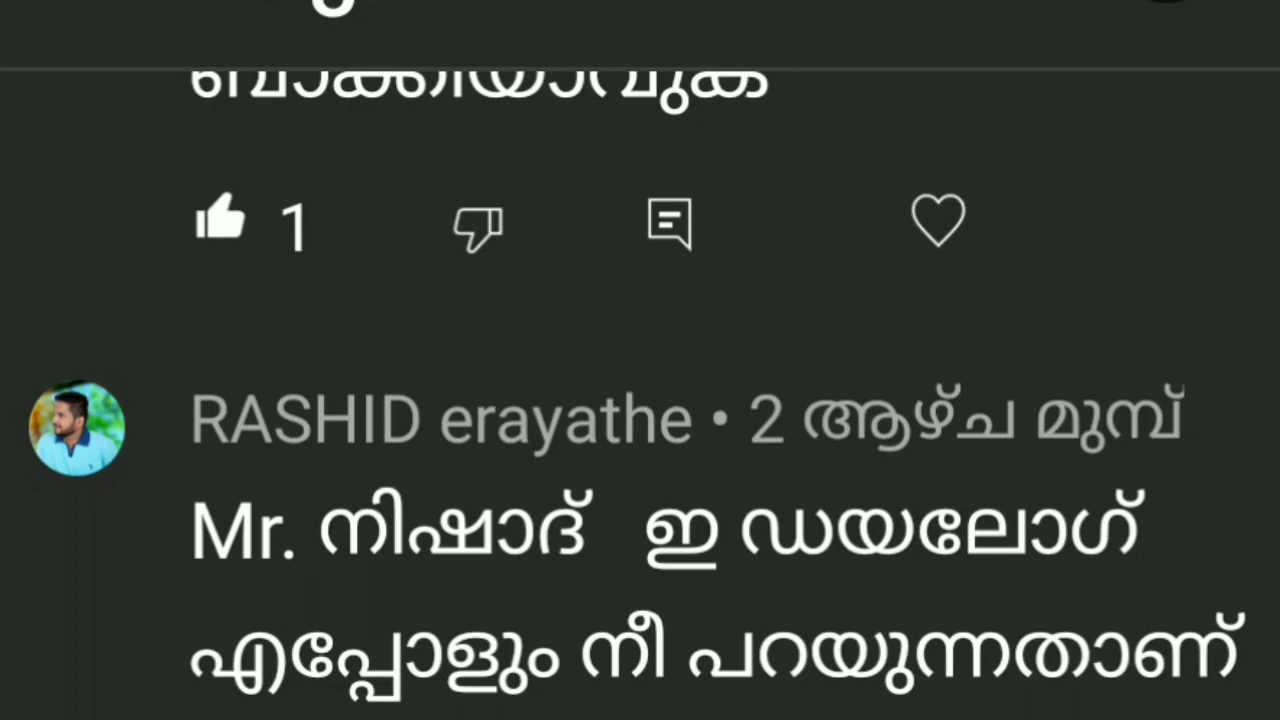 ബാക്കിയാവുക
1
RASHID erayathe • 2 ആഴ്ച മുമ്പ്
Mr. നിഷാദ് ഇ ഡയലോഗ്
എപ്പോളും നീ പറയുന്നതാണ്